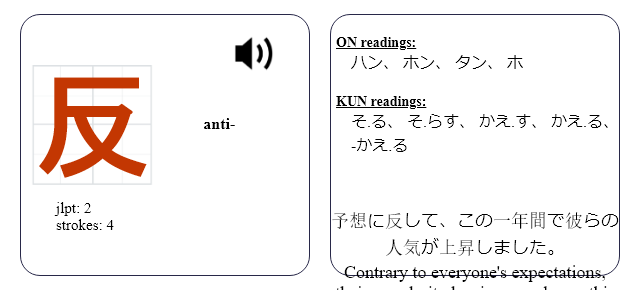 反
anti-
jlpt: 2
strokes: 4
ON readings:
ハン、 ホン、 タン、 ホ
KUN readings:
そ.る、 そ.らす、 かえ.す、 かえ.る、
-かえ.る
予想に反して、この一年間で彼らの
人気が上昇しました。
Contrary to everyone's expectations,